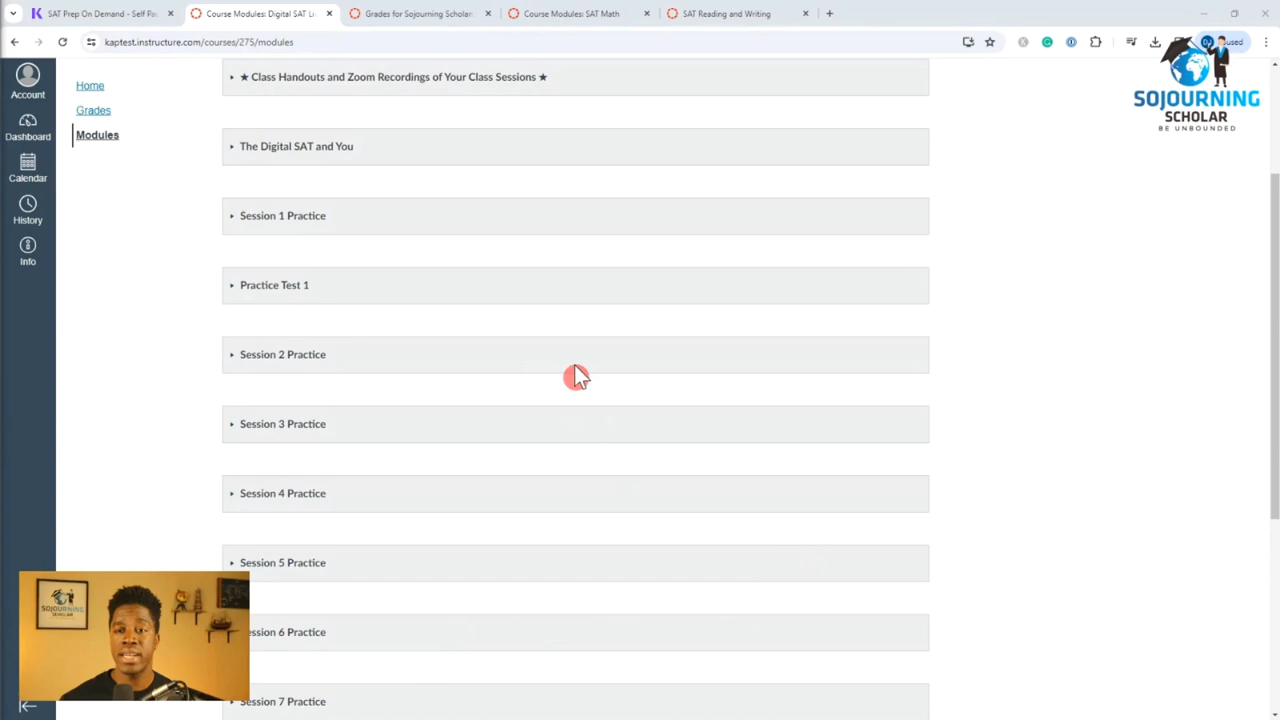 SAT Prep On Demand - Self Pa
Course Modules: Digital SAT Li
Grades for Sojourning Scholar
Course Modules: SAT Math
SAT Reading and Writing
kaptest.instructure.com/courses/275/modules
Account
Dashboard
Calendar
History
Info
Home
Grades
Modules
★ Class Handouts and Zoom Recordings of Your Class Sessions ★
The Digital SAT and You
Session 1 Practice
Practice Test 1
Session 2 Practice
Session 3 Practice
Session 4 Practice
Session 5 Practice
ession 6 Practice
Session 7 Practice
SOJOURNING
SCHOLAR
BE UNBOUNDED
SOJOURNING
SCHOLAR